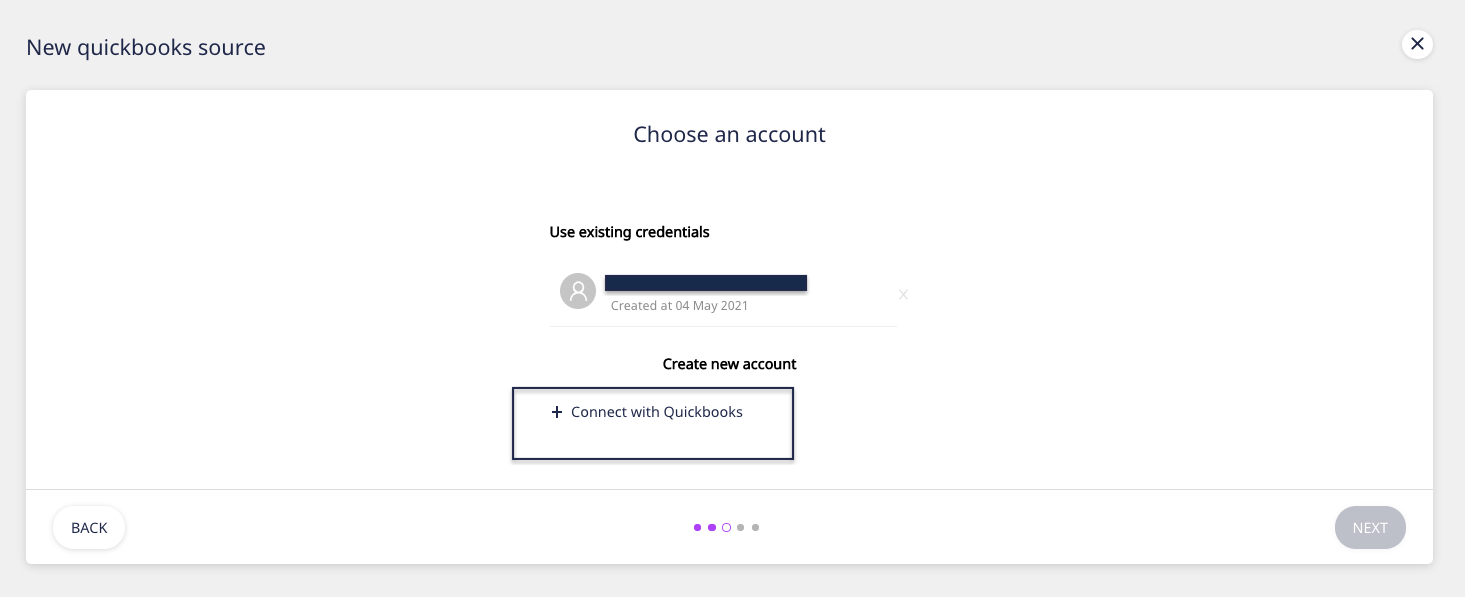 New quickbooks source
Choose an account
Use existing credentials
Created at 04 May 2021
Create new account
+ Connect with Quickbooks
BACK
NEXT